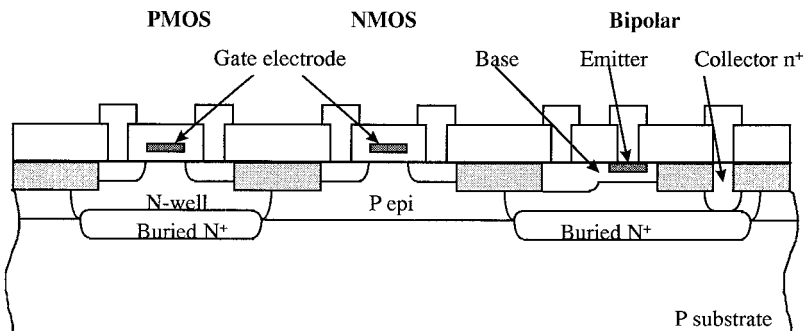 PMOS NMOS Bipolar
Gate electrode Base Emitter Collector n⁺
N-well P epi
Buried N⁺ Buried N⁺
P substrate